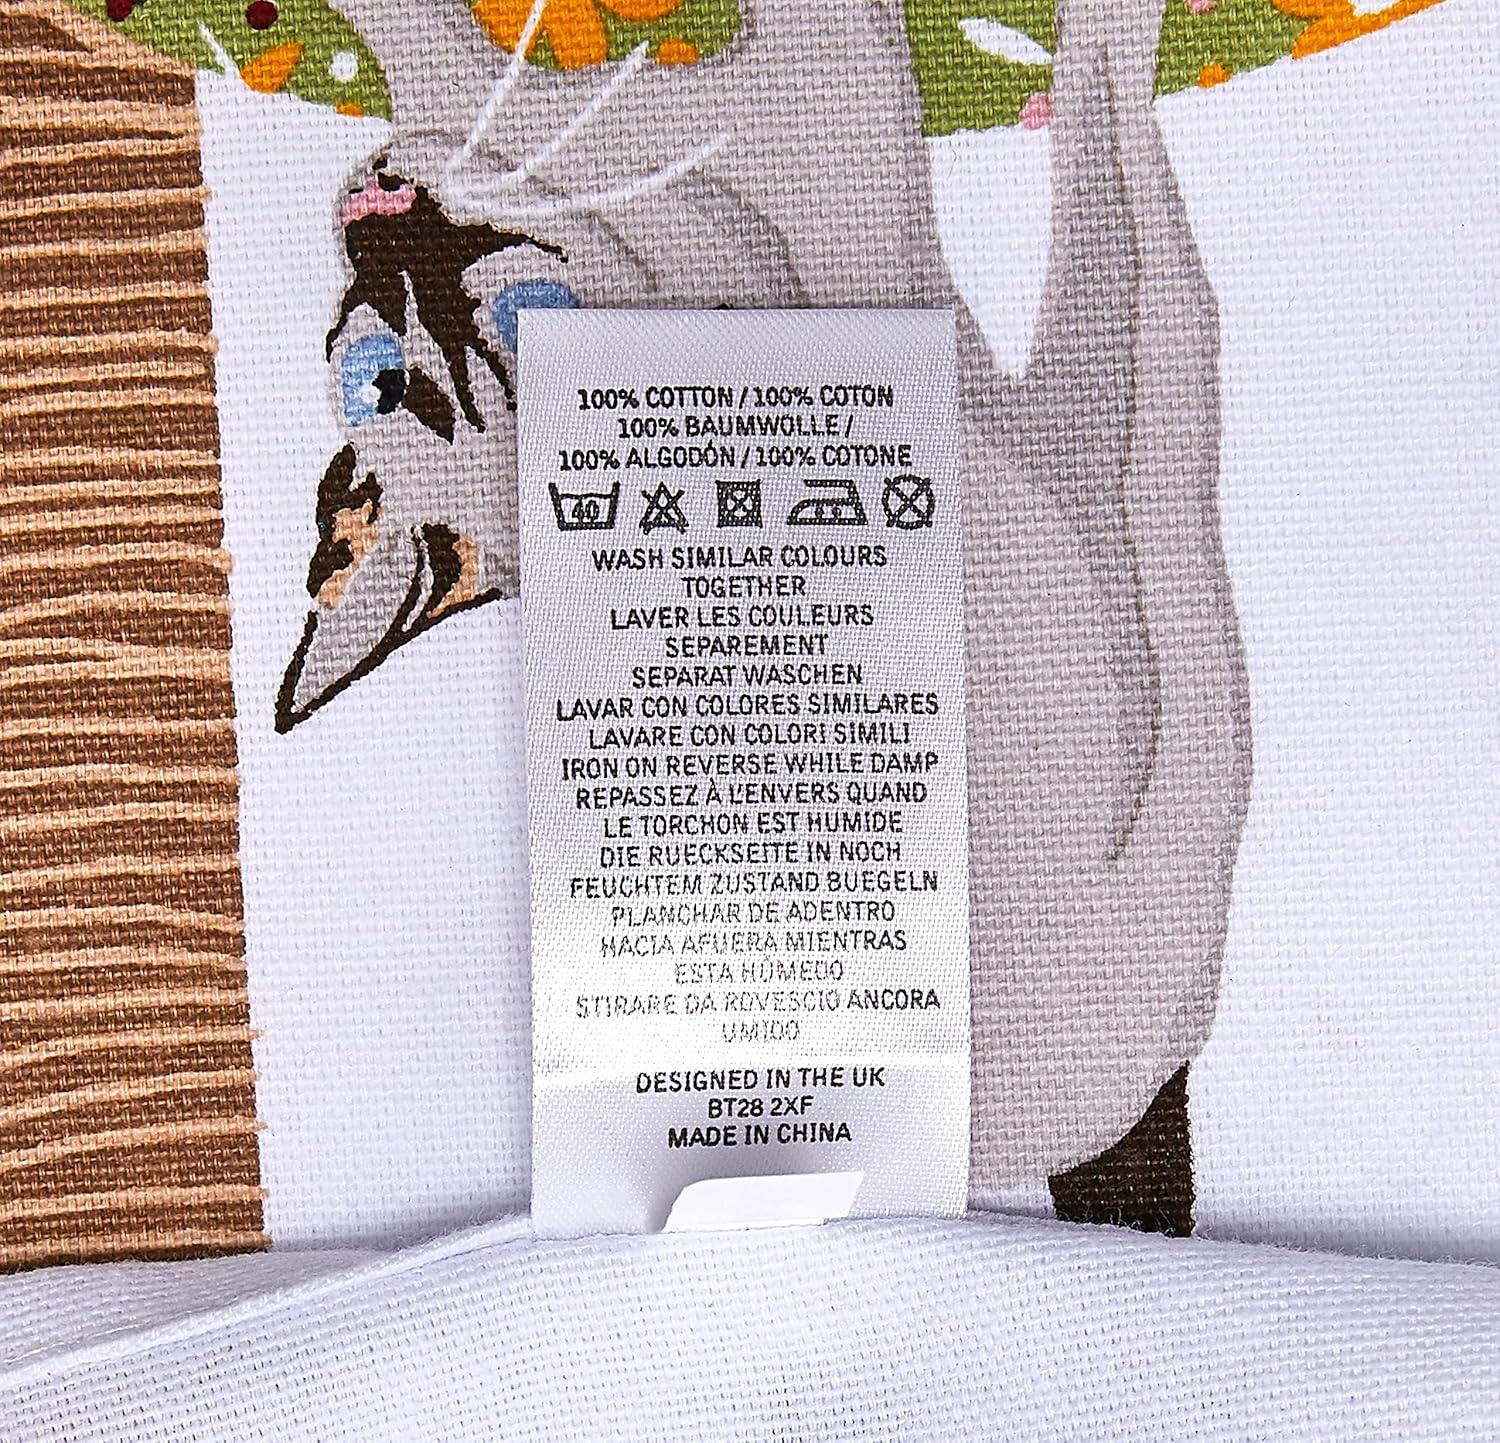 100% COTTON / 100% COTON
100% BAUMWOLLE /
100% ALGODÓN / 100% COTONE
40
WASH SIMILAR COLOURS
TOGETHER
LAVER LES COULEURS
SEPAREMENT
SEPARAT WASCHEN
LAVAR CON COLORES SIMILARES
LAVARE CON COLORI SIMILI
IRON ON REVERSE WHILE DAMP
REPASSEZ À L'ENVERS QUAND
LE TORCHON EST HUMIDE
DIE RUECKSEITE IN NOCH
FEUCHTEM ZUSTAND BUEGELN
PLANCHAR DE ADENTRO
HACIA AFUERA MIENTRAS
ESTA HÚMEDO
STIRARE DA ROVESCIO ANCORA
UMIDO
DESIGNED IN THE UK
BT28 2XF
MADE IN CHINA